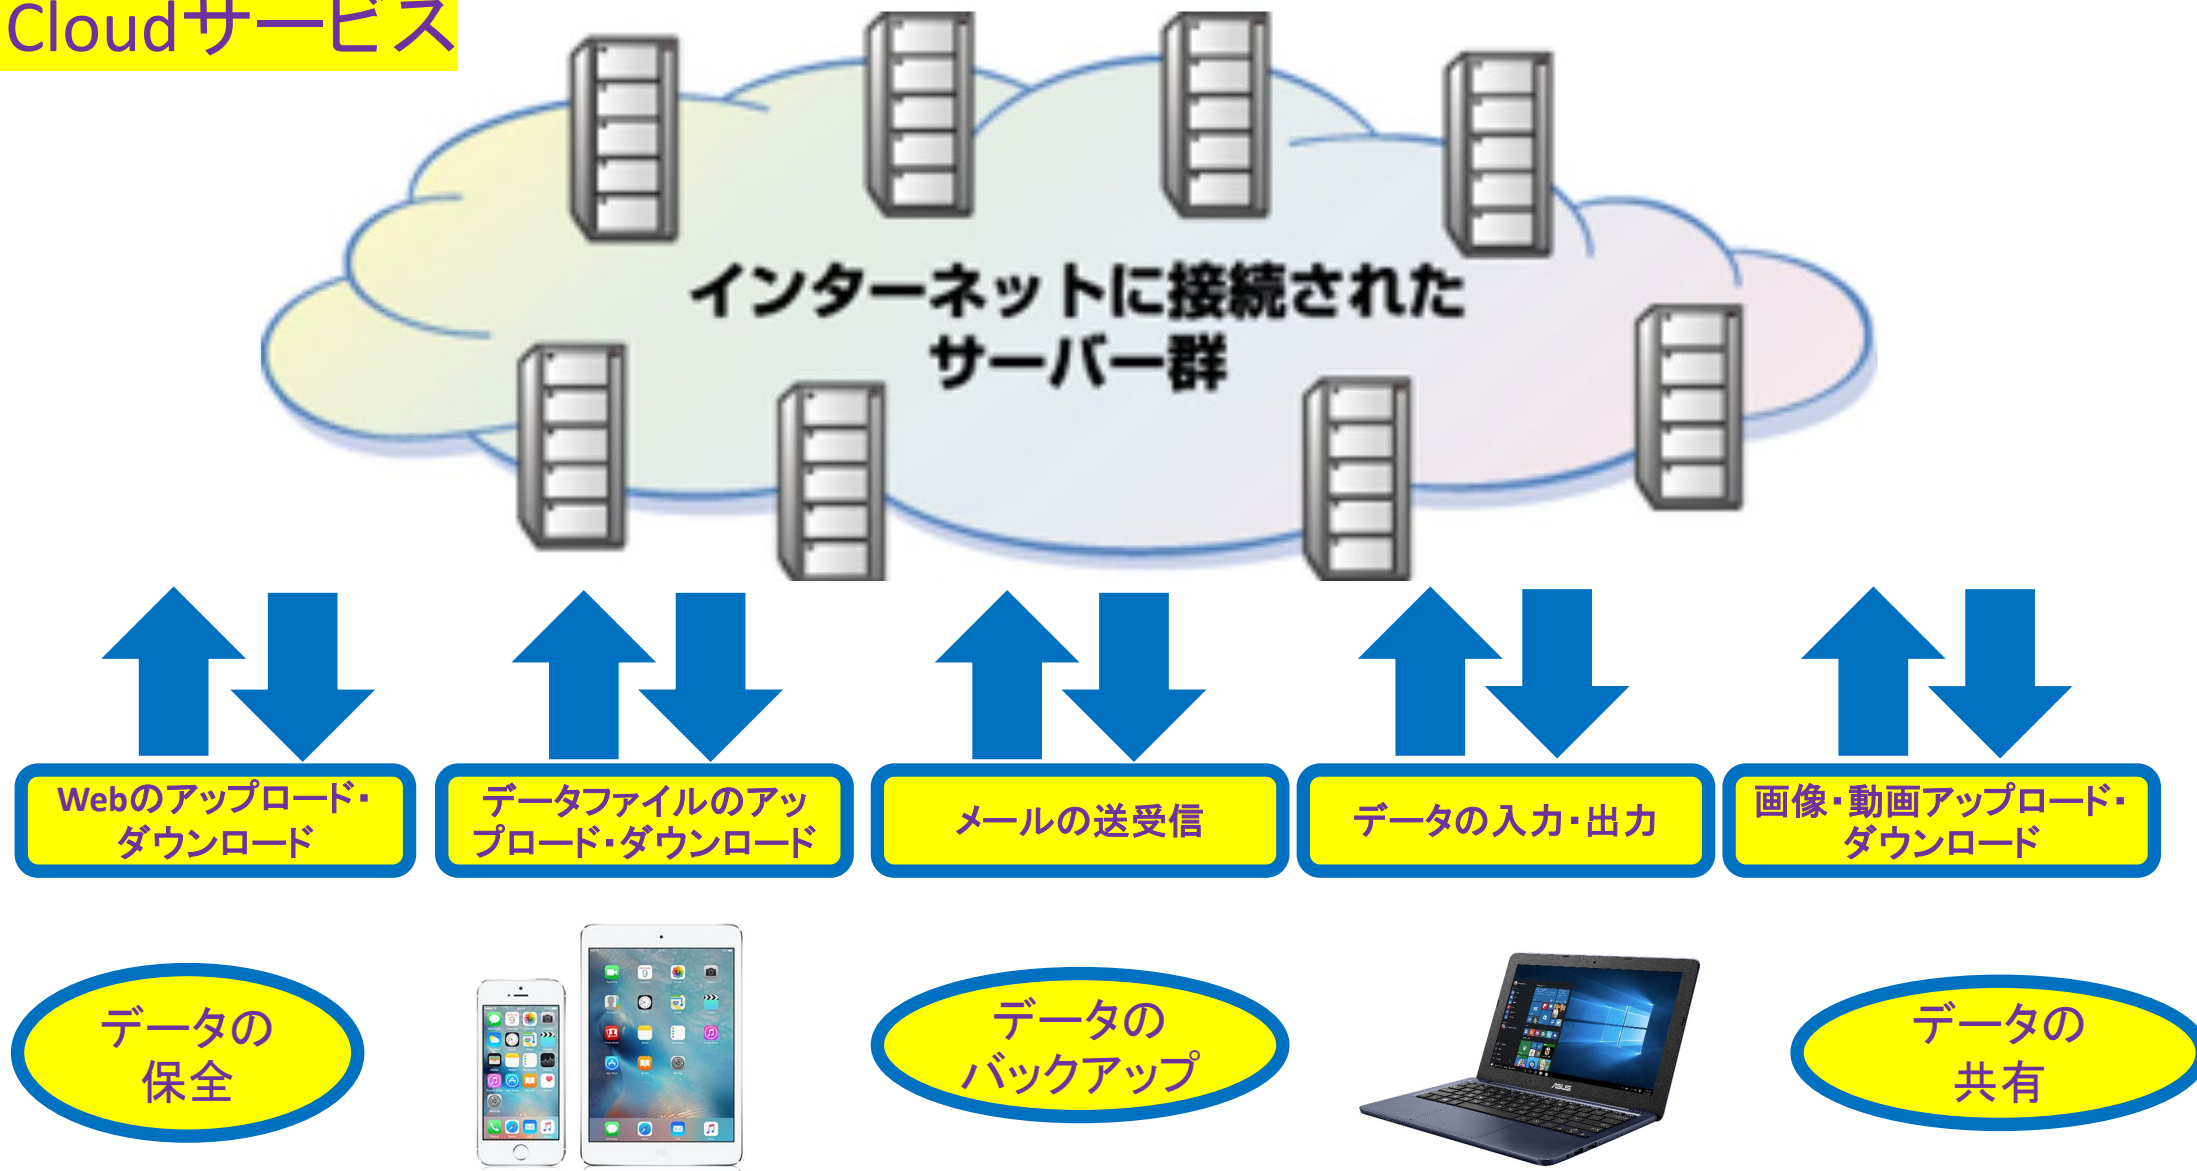 Cloudサービス
インターネットに接続された
サーバー群
Webのアップロード・
ダウンロード
データファイルのアッ
プロード・ダウンロード
メールの送受信
データの入力・出力
画像・動画アップロード・
ダウンロード
データの
保全
データの
バックアップ
ASUS
データの
共有